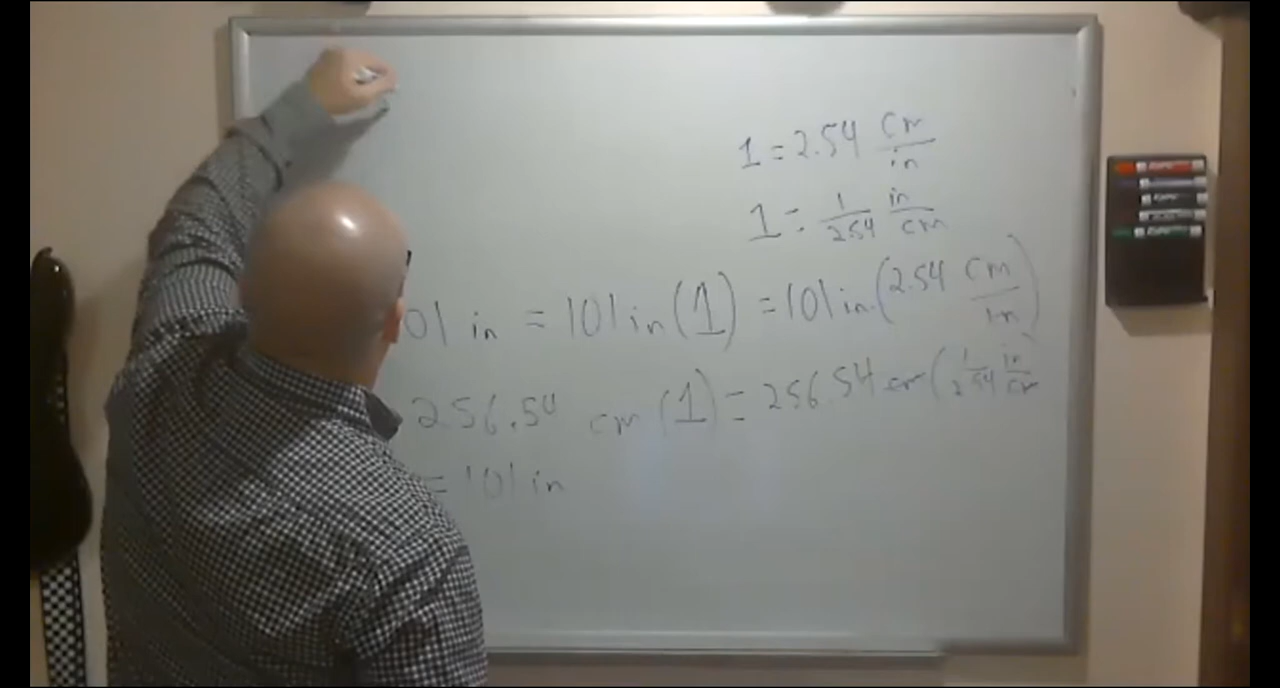 1 = 2.54 cm/in
1 = 1/2.54 in/cm
01 in = 101 in (1) = 101 in (2.54 cm/in)
256.54 cm (1) = 256.54 cm (1/2.54 in/cm
= 101 in